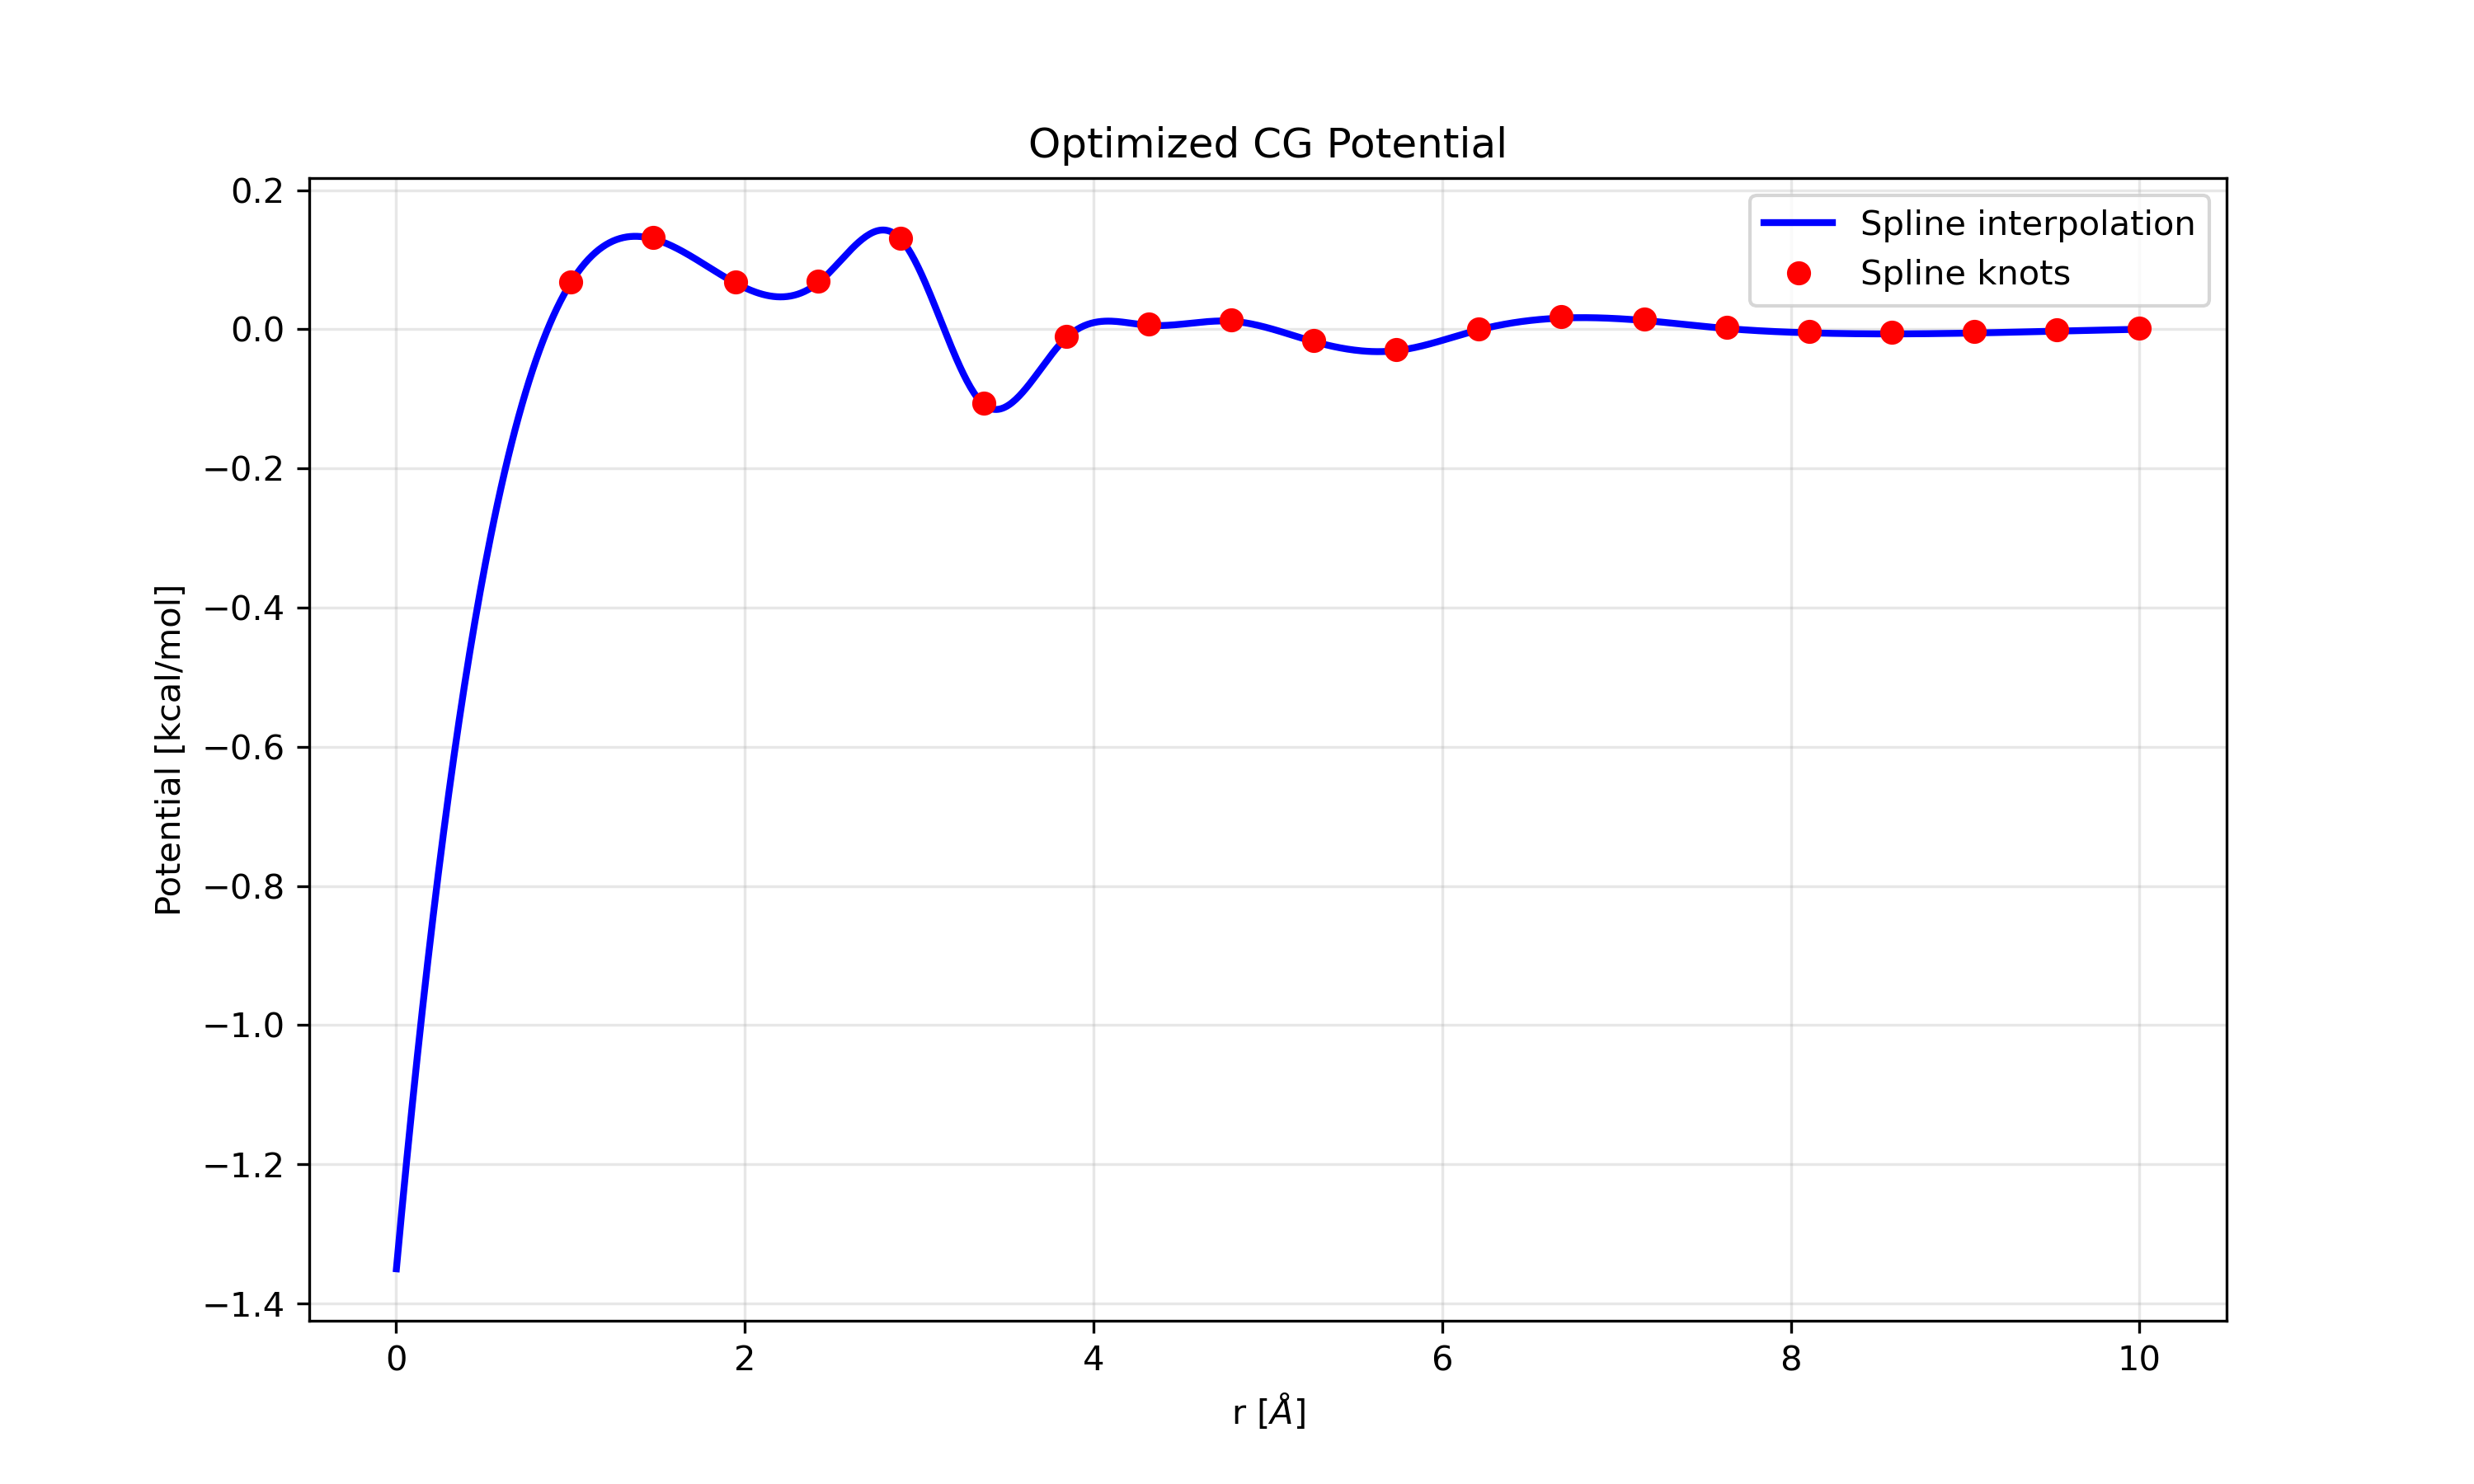 Optimized CG Potential
Spline interpolation
Spline knots
Potential [kcal/mol]
0.2
0.0
−0.2
−0.4
−0.6
−0.8
−1.0
−1.2
−1.4
0 2 4 6 8 10
r [Å]